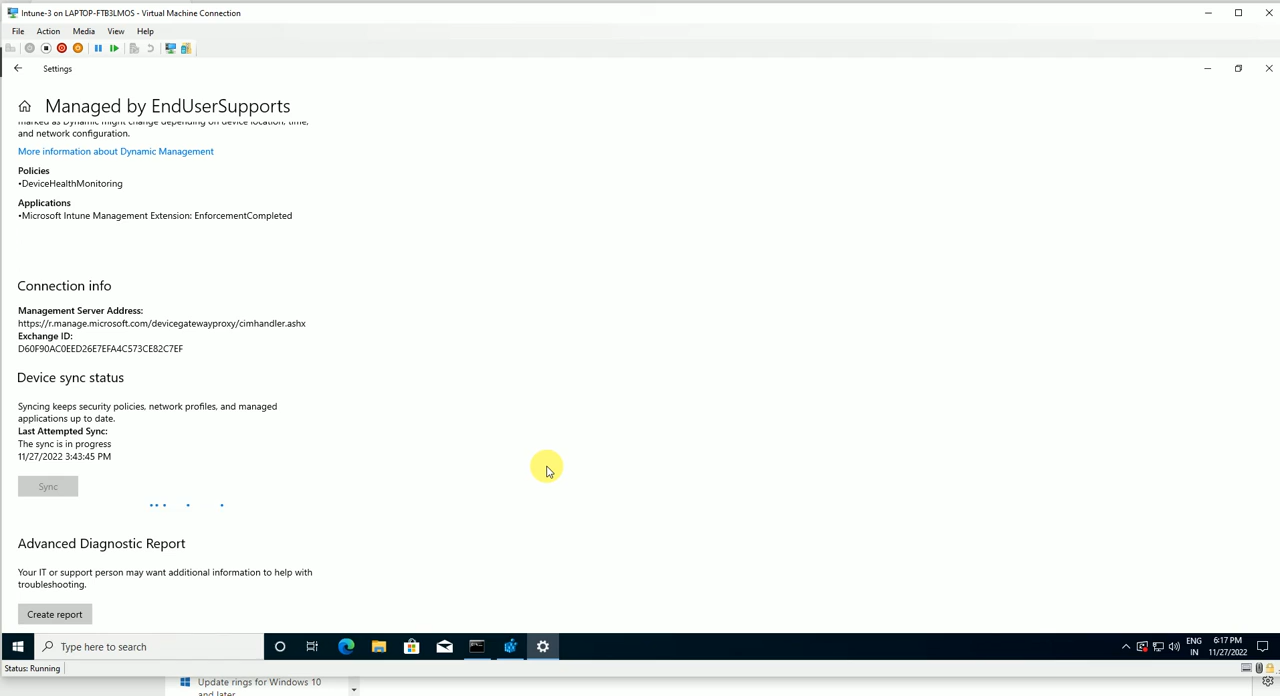 Intune-3 on LAPTOP-FTB3LMOS - Virtual Machine Connection
File Action Media View Help
Settings
Managed by EndUserSupports
marked as Dynamic might change depending on device location, time,
and network configuration.
More information about Dynamic Management
Policies
•DeviceHealthMonitoring
Applications
•Microsoft Intune Management Extension: EnforcementCompleted
Connection info
Management Server Address:
https://r.manage.microsoft.com/devicegatewayproxy/cimhandler.ashx
Exchange ID:
D60F90AC0EED26E7EFA4C573CE82C7EF
Device sync status
Syncing keeps security policies, network profiles, and managed
applications up to date.
Last Attempted Sync:
The sync is in progress
11/27/2022 3:43:45 PM
Sync
Advanced Diagnostic Report
Your IT or support person may want additional information to help with
troubleshooting.
Create report
Type here to search
ENG
IN
6:17 PM
11/27/2022
Status: Running
Update rings for Windows 10
and later